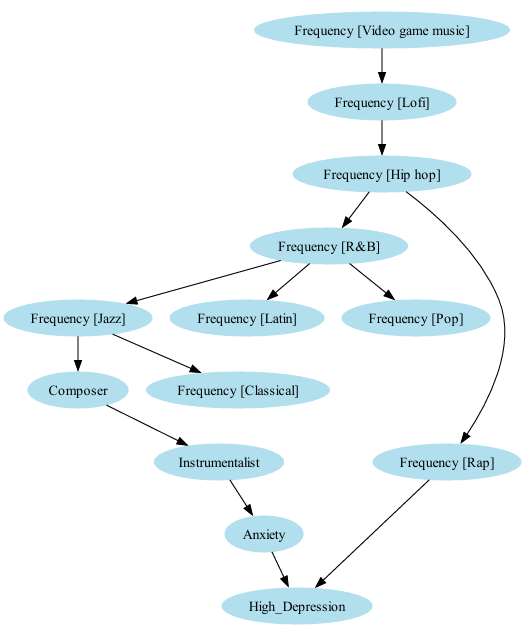 Frequency [Video game music]
Frequency [Lofi]
Frequency [Hip hop]
Frequency [R&B]
Frequency [Jazz]
Frequency [Latin]
Frequency [Pop]
Composer
Frequency [Classical]
Instrumentalist
Frequency [Rap]
Anxiety
High_Depression